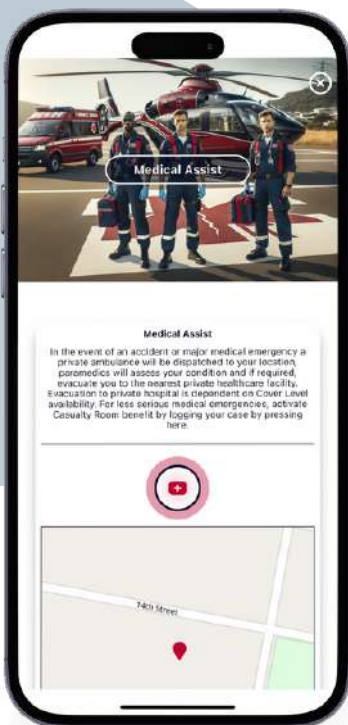 Medical Assist
Medical Assist
In the event of an accident or major medical emergency a
private ambulance will be dispatched to your location,
paramedics will assess your condition and if required,
evacuate you to the nearest private healthcare facility.
Evacuation to private hospital is dependent on Cover Level
availability. For less serious medical emergencies, activate
Casualty Room benefit by logging your case by pressing
here.
14th Street